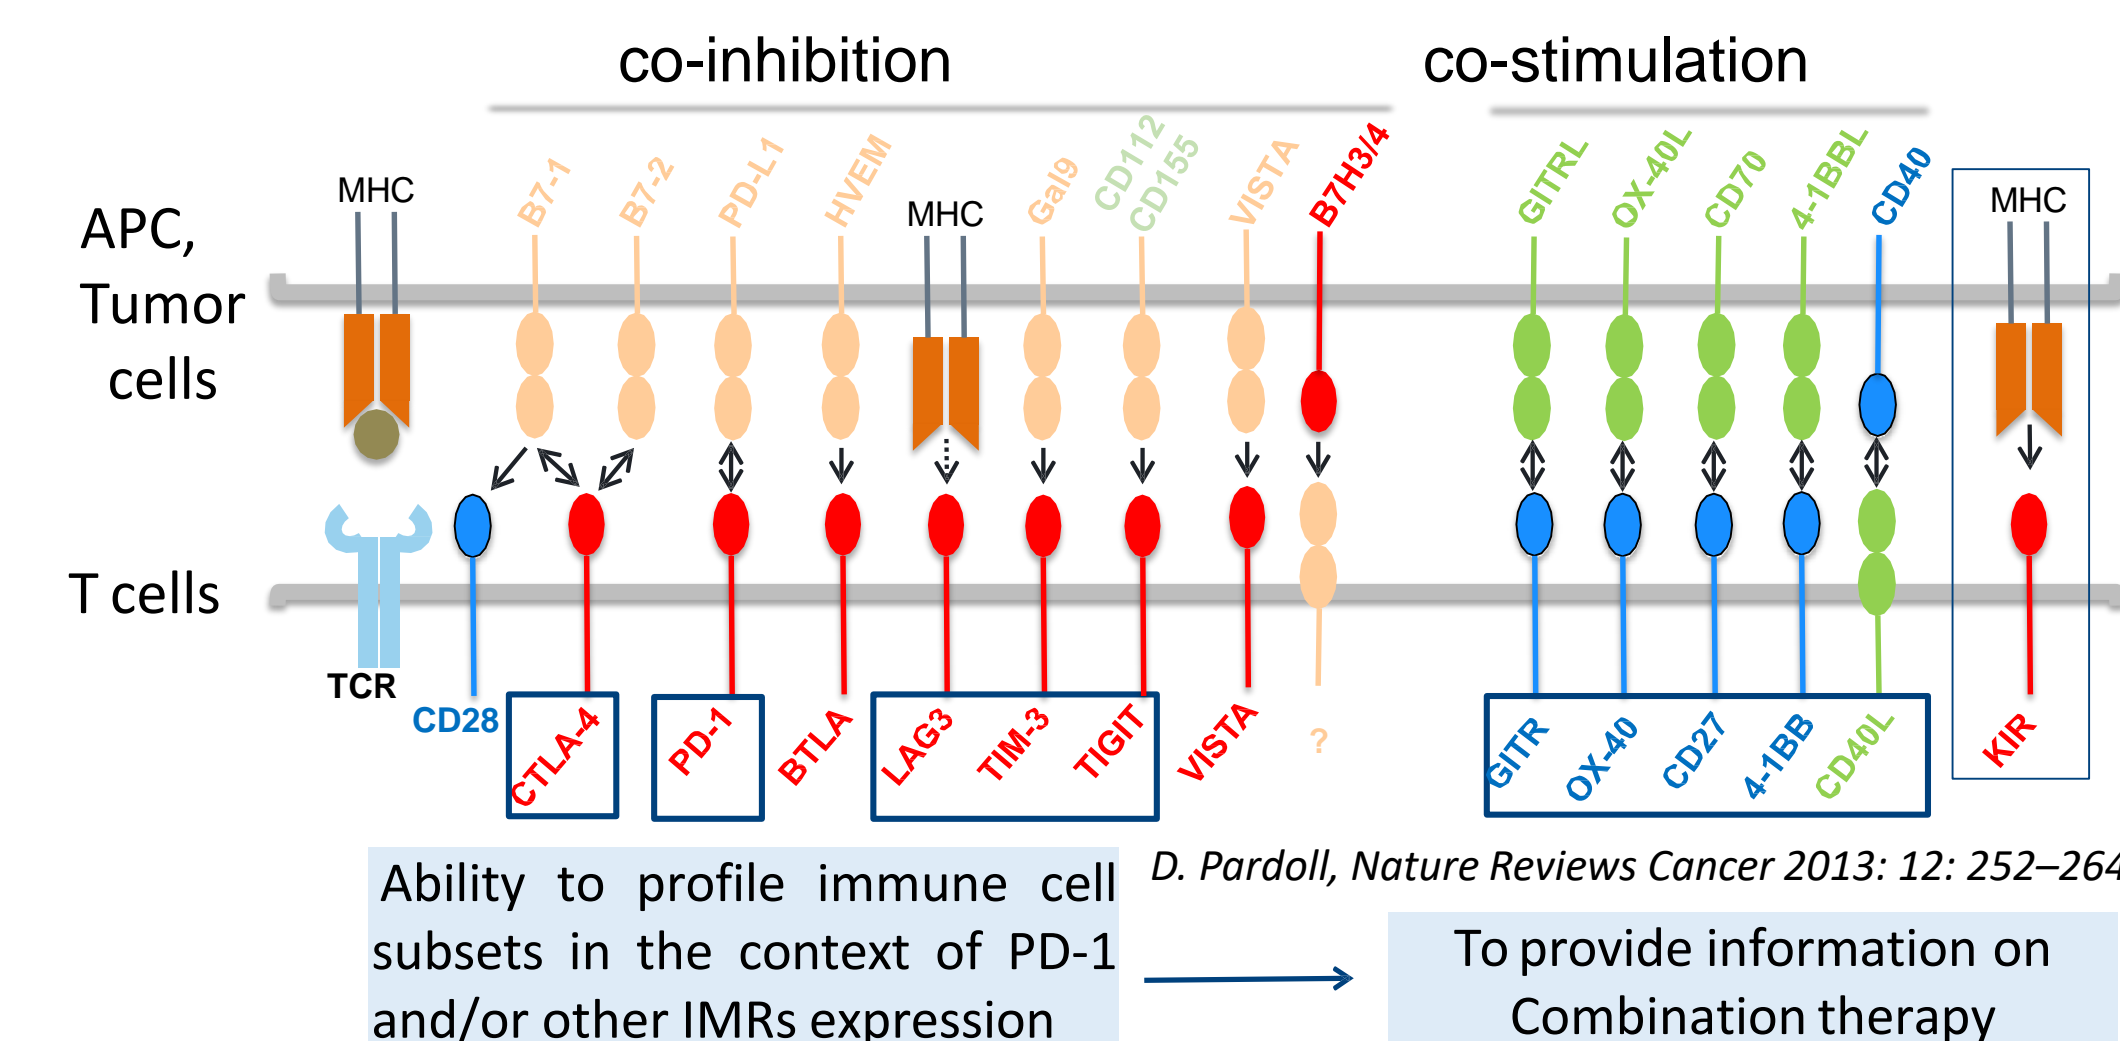 co-inhibition
co-stimulation
MHC
B7-1
B7-2
PD-L1
HVEM
MHC
Gal9
CD112
CD155
VISTA
B7H3/4
GITRL
OX-40L
CD70
4-1BBL
CD40
MHC
APC,
Tumor
cells
T cells
TCR
CD28
CTLA-4
PD-1
BTLA
LAG3
TIM-3
TIGIT
VISTA
?
GITR
OX-40
CD27
4-1BB
CD40L
KIR
D. Pardoll, Nature Reviews Cancer 2013: 12: 252–264
Ability to profile immune cell
subsets in the context of PD-1
and/or other IMRs expression
To provide information on
Combination therapy